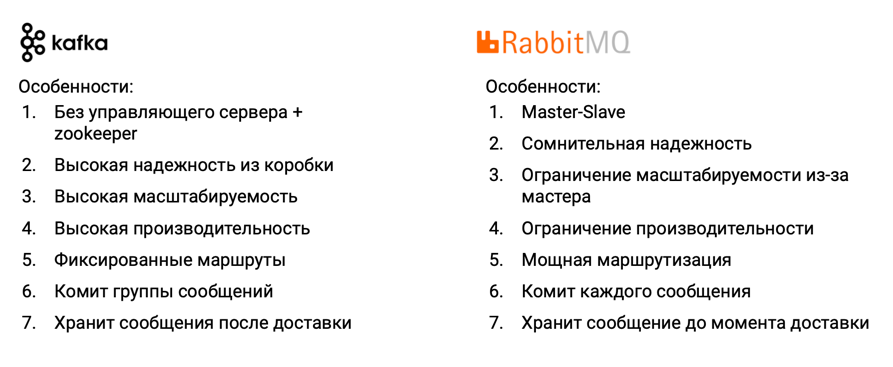 kafka
Особенности:
1. Без управляющего сервера +
zookeeper
2. Высокая надежность из коробки
3. Высокая масштабируемость
4. Высокая производительность
5. Фиксированные маршруты
6. Комит группы сообщений
7. Хранит сообщения после доставки
RabbitMQ
Особенности:
1. Master-Slave
2. Сомнительная надежность
3. Ограничение масштабируемости из-за
мастера
4. Ограничение производительности
5. Мощная маршрутизация
6. Комит каждого сообщения
7. Хранит сообщение до момента доставки